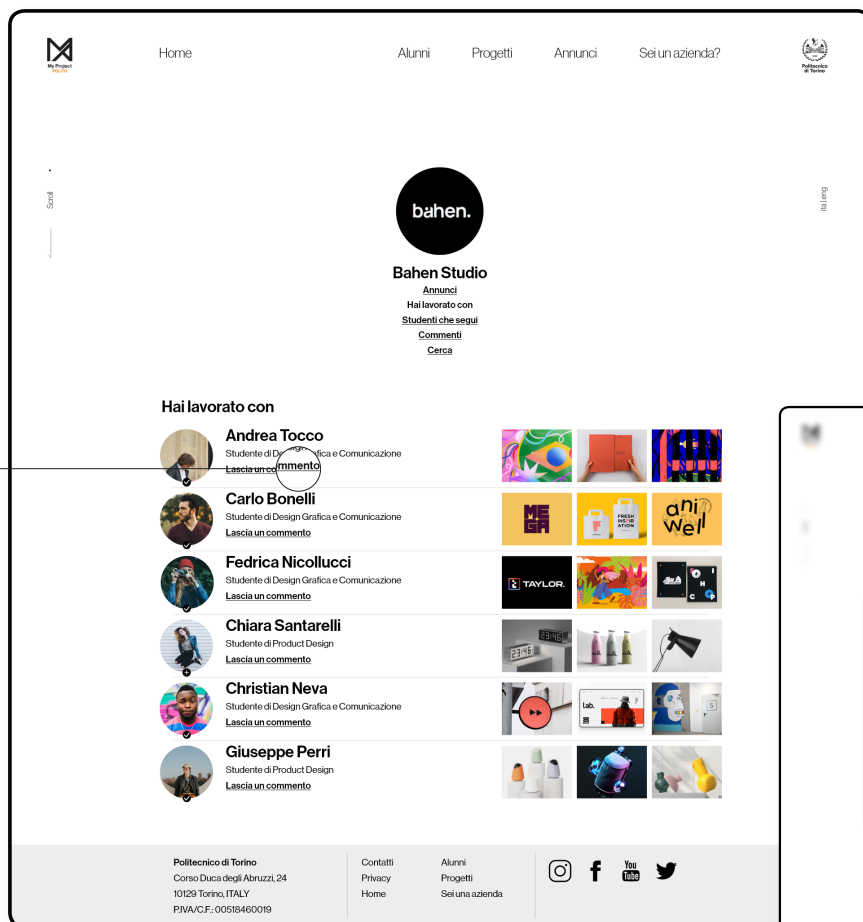 My Project
POLITO
Home
Alunni
Progetti
Annunci
Sei un azienda?
Politecnico
di Torino
Scroll
ita | eng
bahen.
Bahen Studio
Annunci
Hai lavorato con
Studenti che segui
Commenti
Cerca
Hai lavorato con
Andrea Tocco
Studente di Design Grafica e Comunicazione
Lascia un commento
Carlo Bonelli
Studente di Design Grafica e Comunicazione
Lascia un commento
MEGA
FRESH
INSPIR
ATION
ani
well
Fedrica Nicollucci
Studente di Design Grafica e Comunicazione
Lascia un commento
TAYLOR.
I
H
C P
Chiara Santarelli
Studente di Product Design
Lascia un commento
23:46
23:46
Christian Neva
Studente di Design Grafica e Comunicazione
Lascia un commento
Lab.
5
Giuseppe Perri
Studente di Product Design
Lascia un commento
Politecnico di Torino
Corso Duca degli Abruzzi, 24
10129 Torino, ITALY
P.IVA/C.F.: 00518460019
Contatti
Privacy
Home
Alunni
Progetti
Sei una azienda
You
Tube